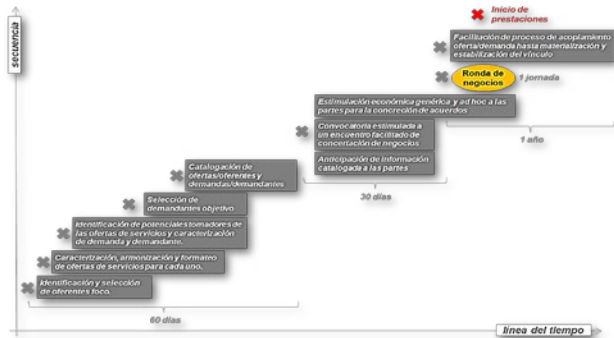 Inicio de
prestaciones
secuencia
Facilitación de proceso de acoplamiento
oferta/demanda hasta materialización y
estabilización del vínculo
Ronda de
negocios
1 jornada
Estimulación económica genérica y ad hoc a las
partes para la concreción de acuerdos
1 año
Convocatoria estimulada a
un encuentro facilitado de
concertación de negocios
Anticipación de información
catalogada a las partes
Catalogación de
ofertas/oferentes y
demandas/demandantes
30 días
Selección de
demandantes objetivo
Identificación de potenciales tomadores de
las ofertas de servicios y caracterización
de demanda y demandante.
Caracterización, armonización y formateo
de ofertas de servicios para cada uno.
Identificación y selección
de oferentes foco.
60 días
línea del tiempo